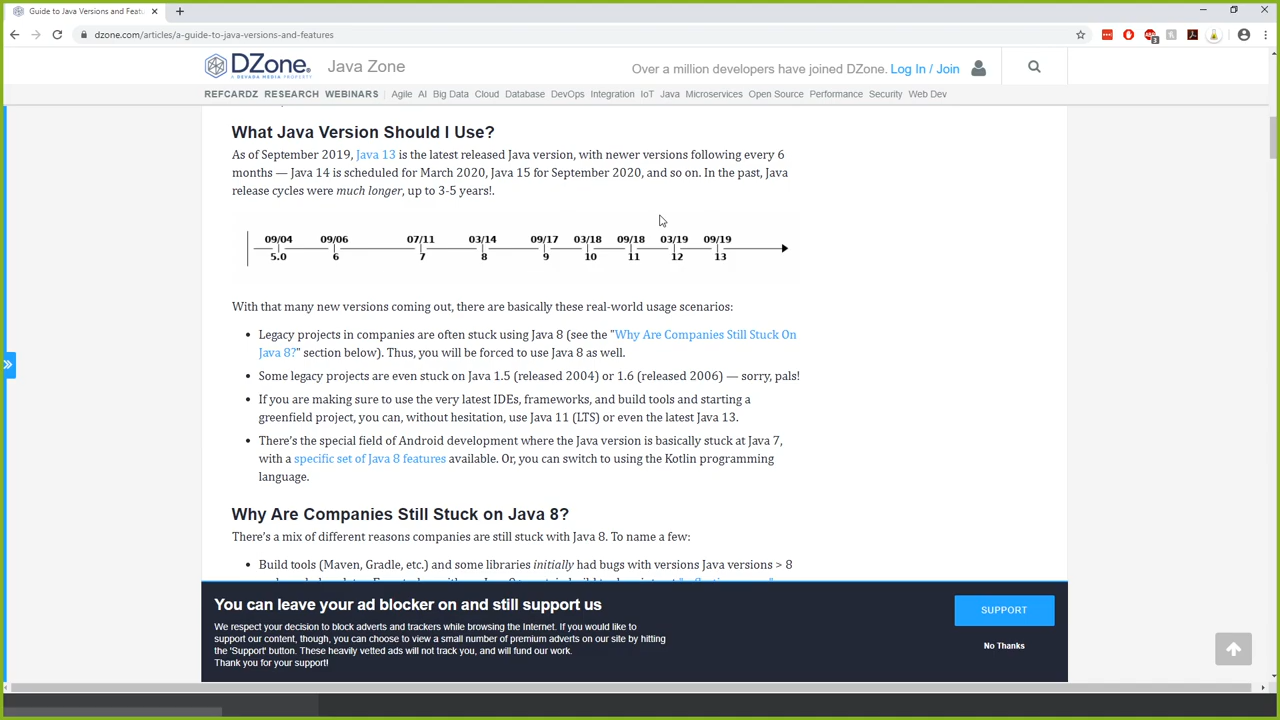 Guide to Java Versions and Featu
dzone.com/articles/a-guide-to-java-versions-and-features
3
DZone.
A DEVADA MEDIA PROPERTY
Java Zone
Over a million developers have joined DZone. Log In / Join
REFCARDZ RESEARCH WEBINARS Agile AI Big Data Cloud Database DevOps Integration IoT Java Microservices Open Source Performance Security Web Dev
What Java Version Should I Use?
As of September 2019, Java 13 is the latest released Java version, with newer versions following every 6
months — Java 14 is scheduled for March 2020, Java 15 for September 2020, and so on. In the past, Java
release cycles were much longer, up to 3-5 years!.
09/04 09/06 07/11 03/14 09/17 03/18 09/18 03/19 09/19
5.0 6 7 8 9 10 11 12 13
With that many new versions coming out, there are basically these real-world usage scenarios:
• Legacy projects in companies are often stuck using Java 8 (see the "Why Are Companies Still Stuck On
Java 8?" section below). Thus, you will be forced to use Java 8 as well.
• Some legacy projects are even stuck on Java 1.5 (released 2004) or 1.6 (released 2006) — sorry, pals!
• If you are making sure to use the very latest IDEs, frameworks, and build tools and starting a
greenfield project, you can, without hesitation, use Java 11 (LTS) or even the latest Java 13.
• There's the special field of Android development where the Java version is basically stuck at Java 7,
with a specific set of Java 8 features available. Or, you can switch to using the Kotlin programming
language.
Why Are Companies Still Stuck on Java 8?
There's a mix of different reasons companies are still stuck with Java 8. To name a few:
• Build tools (Maven, Gradle, etc.) and some libraries initially had bugs with versions Java versions > 8
You can leave your ad blocker on and still support us
We respect your decision to block adverts and trackers while browsing the Internet. If you would like to
support our content, though, you can choose to view a small number of premium adverts on our site by hitting
the 'Support' button. These heavily vetted ads will not track you, and will fund our work.
Thank you for your support!
SUPPORT
No Thanks